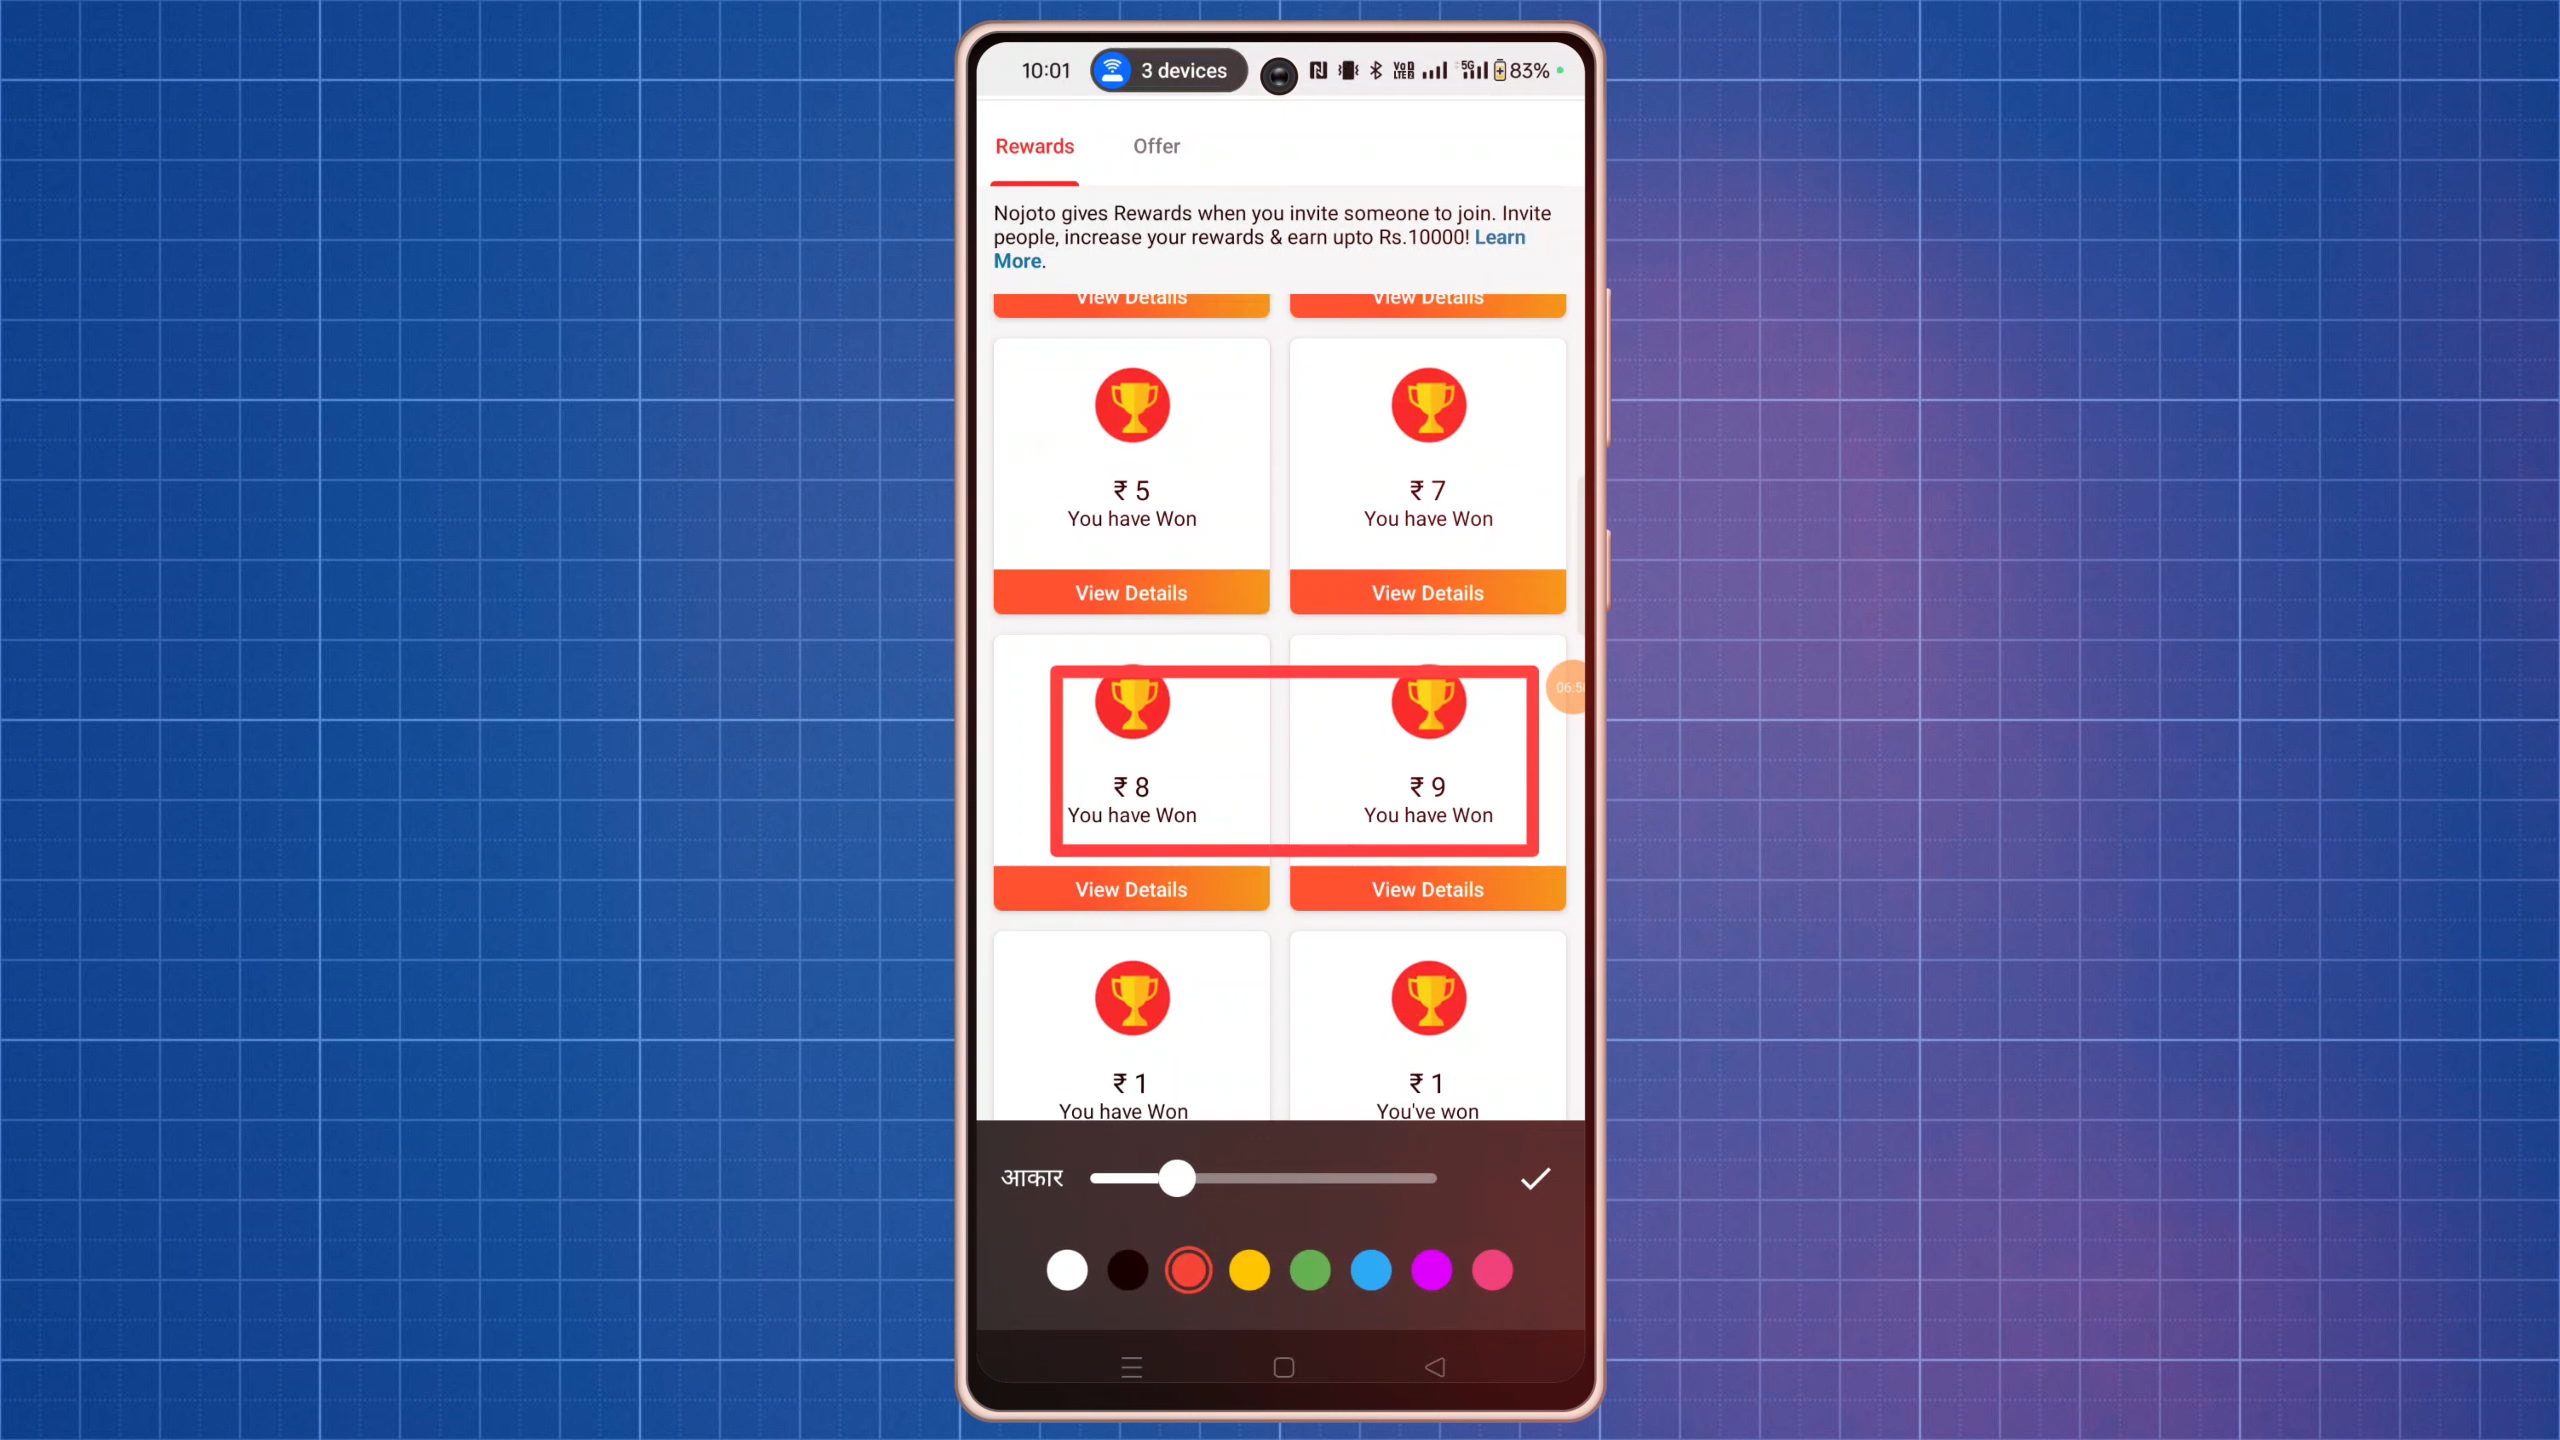 10:01 3 devices 5G 83%
Rewards Offer
Nojoto gives Rewards when you invite someone to join. Invite
people, increase your rewards & earn upto Rs.10000! Learn
More.
View Details View Details
₹ 5 ₹ 7
You have Won You have Won
View Details View Details
06:5
₹ 8 ₹ 9
You have Won You have Won
View Details View Details
₹ 1 ₹ 1
You have Won You've won
आकार